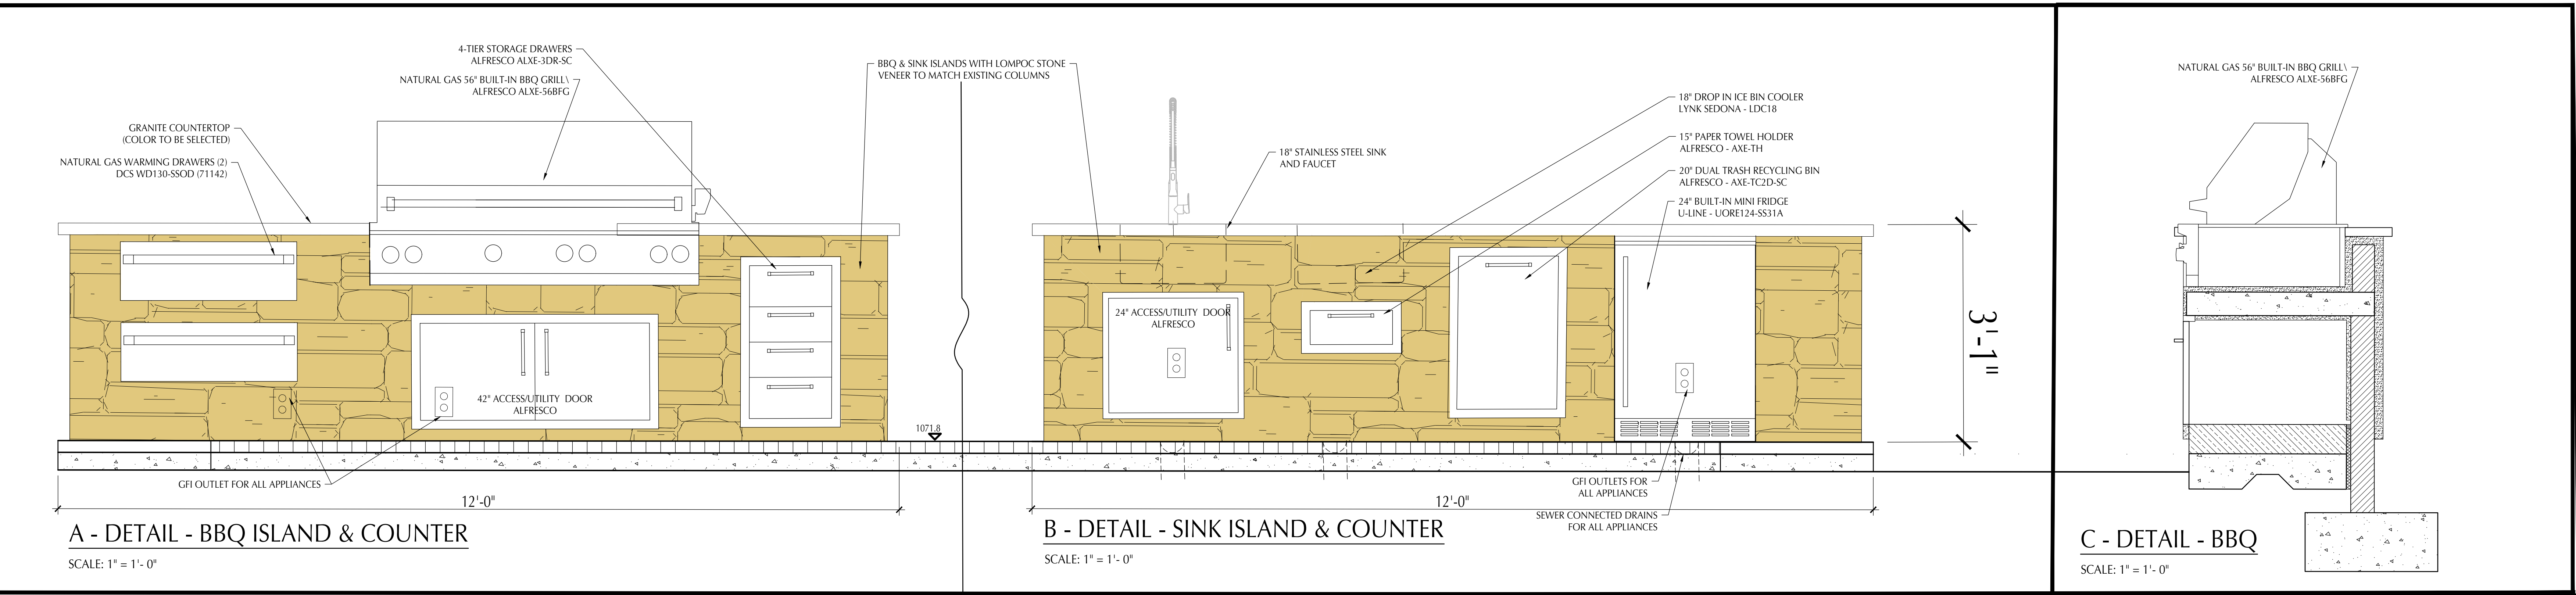 4-TIER STORAGE DRAWERS
ALFRESCO ALXE-3DR-SC
NATURAL GAS 56" BUILT-IN BBQ GRILL\
ALFRESCO ALXE-56BFG
GRANITE COUNTERTOP
(COLOR TO BE SELECTED)
NATURAL GAS WARMING DRAWERS (2)
DCS WD130-SSOD (71142)
BBQ & SINK ISLANDS WITH LOMPOC STONE
VENEER TO MATCH EXISTING COLUMNS
42" ACCESS/UTILITY DOOR
ALFRESCO
1071.8
GFI OUTLET FOR ALL APPLIANCES
12'-0"
A - DETAIL - BBQ ISLAND & COUNTER
SCALE: 1" = 1'- 0"
18" STAINLESS STEEL SINK
AND FAUCET
18" DROP IN ICE BIN COOLER
LYNK SEDONA - LDC18
15" PAPER TOWEL HOLDER
ALFRESCO - AXE-TH
20" DUAL TRASH RECYCLING BIN
ALFRESCO - AXE-TC2D-SC
24" BUILT-IN MINI FRIDGE
U-LINE - UORE124-SS31A
24" ACCESS/UTILITY DOOR
ALFRESCO
3'-1"
GFI OUTLETS FOR
ALL APPLIANCES
12'-0"
SEWER CONNECTED DRAINS
FOR ALL APPLIANCES
B - DETAIL - SINK ISLAND & COUNTER
SCALE: 1" = 1'- 0"
NATURAL GAS 56" BUILT-IN BBQ GRILL\
ALFRESCO ALXE-56BFG
C - DETAIL - BBQ
SCALE: 1" = 1'- 0"